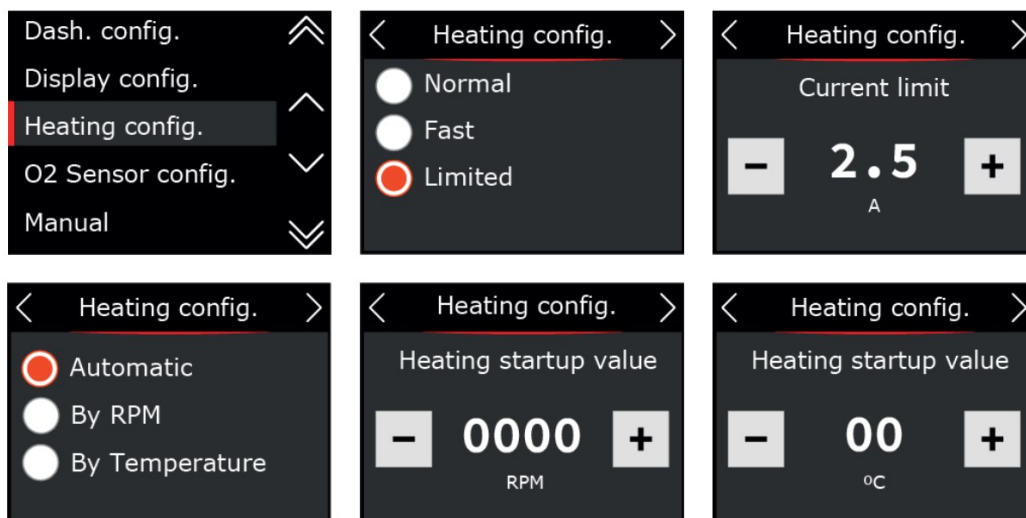 Dash. config.
Display config.
Heating config.
O2 Sensor config.
Manual
Heating config.
Normal
Fast
Limited
Heating config.
Current limit
- 2.5 +
A
Heating config.
Automatic
By RPM
By Temperature
Heating config.
Heating startup value
- 0000 +
RPM
Heating config.
Heating startup value
- 00 +
ºC